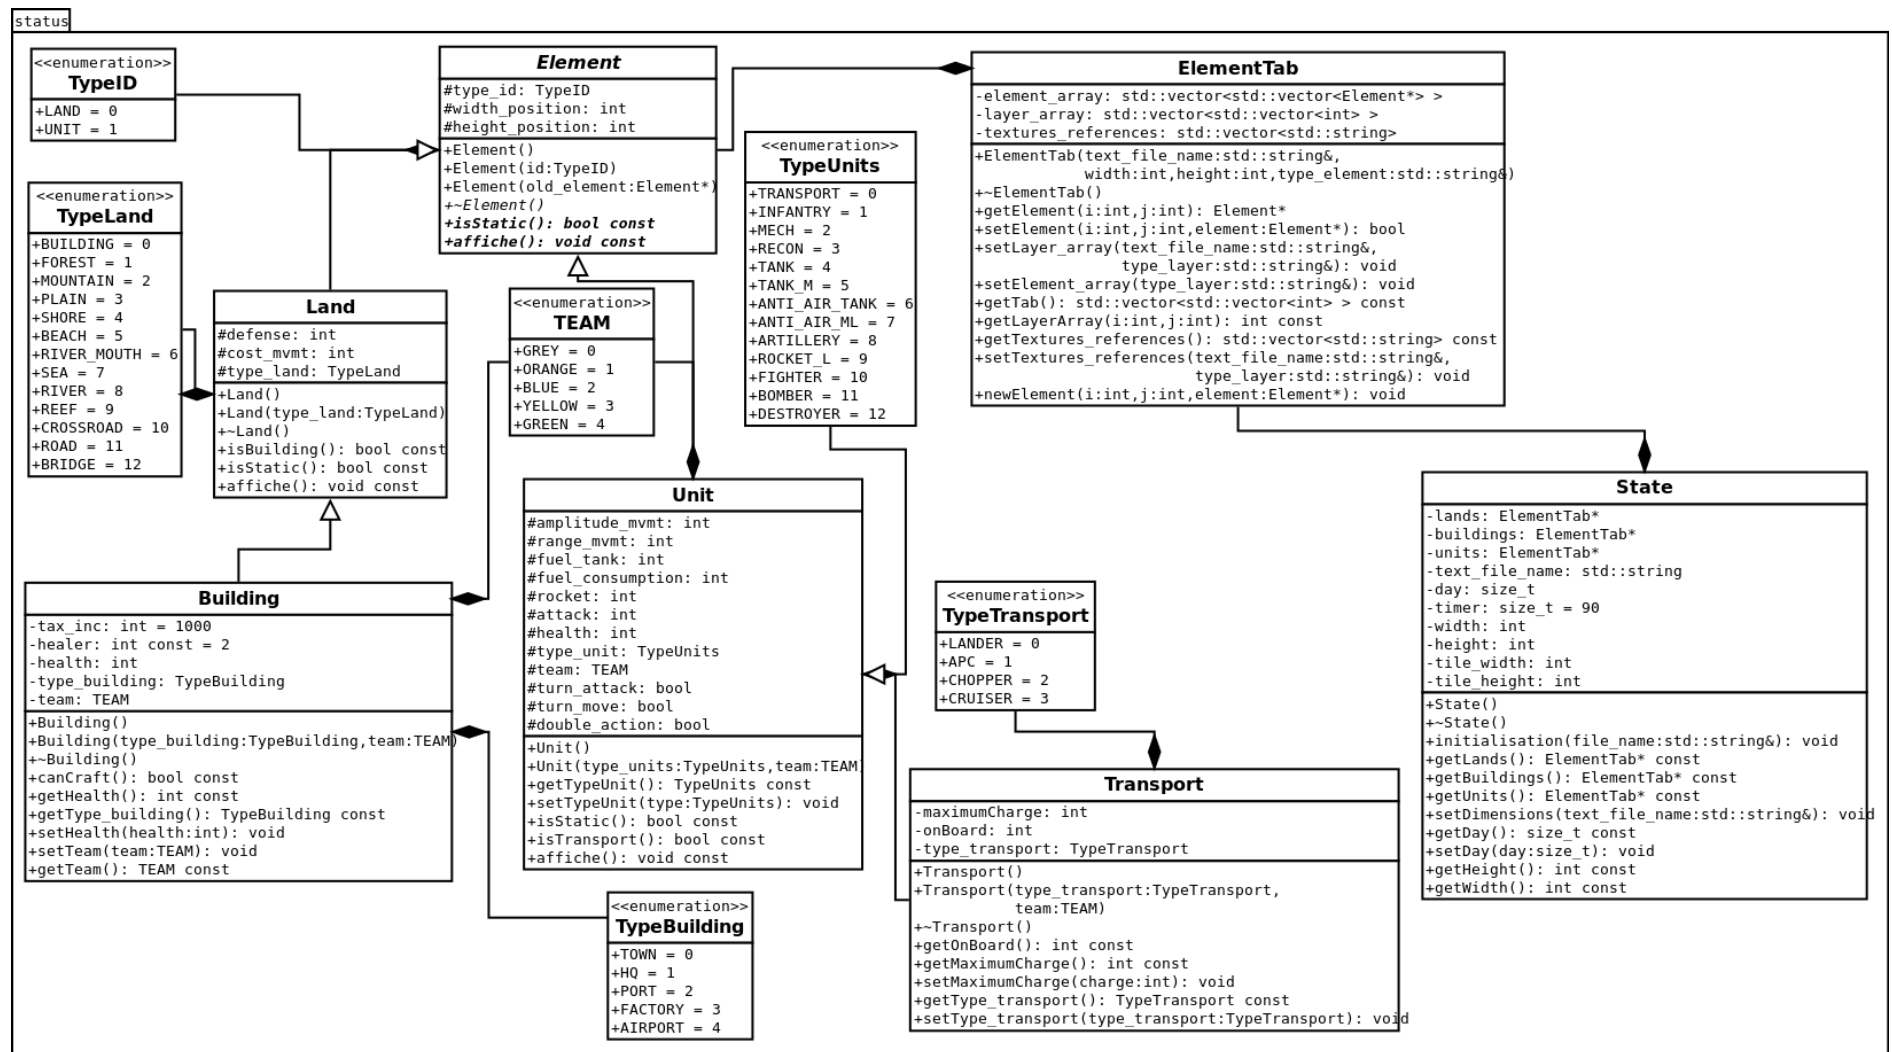 status
<<enumeration>>
TypeID
+LAND = 0
+UNIT = 1
<<enumeration>>
TypeLand
+BUILDING = 0
+FOREST = 1
+MOUNTAIN = 2
+PLAIN = 3
+SHORE = 4
+BEACH = 5
+RIVER_MOUTH = 6
+SEA = 7
+RIVER = 8
+REEF = 9
+CROSSROAD = 10
+ROAD = 11
+BRIDGE = 12
Element
#type_id: TypeID
#width_position: int
#height_position: int
+Element()
+Element(id:TypeID)
+Element(old_element:Element*)
+~Element()
+isStatic(): bool const
+affiche(): void const
Land
#defense: int
#cost_mvmt: int
#type_land: TypeLand
+Land()
+Land(type_land:TypeLand)
+~Land()
+isBuilding(): bool const
+isStatic(): bool const
+affiche(): void const
<<enumeration>>
TEAM
+GREY = 0
+ORANGE = 1
+BLUE = 2
+YELLOW = 3
+GREEN = 4
<<enumeration>>
TypeUnits
+TRANSPORT = 0
+INFANTRY = 1
+MECH = 2
+RECON = 3
+TANK = 4
+TANK_M = 5
+ANTI_AIR_TANK = 6
+ANTI_AIR_ML = 7
+ARTILLERY = 8
+ROCKET_L = 9
+FIGHTER = 10
+BOMBER = 11
+DESTROYER = 12
ElementTab
-element_array: std::vector<std::vector<Element*> >
-layer_array: std::vector<std::vector<int> >
-textures_references: std::vector<std::string>
+ElementTab(text_file_name:std::string&,
width:int,height:int,type_element:std::string&)
+~ElementTab()
+getElement(i:int,j:int): Element*
+setElement(i:int,j:int,element:Element*): bool
+setLayer_array(text_file_name:std::string&,
type_layer:std::string&): void
+setElement_array(type_layer:std::string&): void
+getTab(): std::vector<std::vector<int> > const
+getLayerArray(i:int,j:int): int const
+getTextures_references(): std::vector<std::string> const
+setTextures_references(text_file_name:std::string&,
type_layer:std::string&): void
+newElement(i:int,j:int,element:Element*): void
Building
-tax_inc: int = 1000
-healer: int const = 2
-health: int
-type_building: TypeBuilding
-team: TEAM
+Building()
+Building(type_building:TypeBuilding,team:TEAM)
+~Building()
+canCraft(): bool const
+getHealth(): int const
+getType_building(): TypeBuilding const
+setHealth(health:int): void
+setTeam(team:TEAM): void
+getTeam(): TEAM const
Unit
#amplitude_mvmt: int
#range_mvmt: int
#fuel_tank: int
#fuel_consumption: int
#rocket: int
#attack: int
#health: int
#type_unit: TypeUnits
#team: TEAM
#turn_attack: bool
#turn_move: bool
#double_action: bool
+Unit()
+Unit(type_units:TypeUnits,team:TEAM)
+getTypeUnit(): TypeUnits const
+setTypeUnit(type:TypeUnits): void
+isStatic(): bool const
+isTransport(): bool const
+affiche(): void const
<<enumeration>>
TypeBuilding
+TOWN = 0
+HQ = 1
+PORT = 2
+FACTORY = 3
+AIRPORT = 4
<<enumeration>>
TypeTransport
+LANDER = 0
+APC = 1
+CHOPPER = 2
+CRUISER = 3
Transport
-maximumCharge: int
-onBoard: int
-type_transport: TypeTransport
+Transport()
+Transport(type_transport:TypeTransport,
team:TEAM)
+~Transport()
+getOnBoard(): int const
+getMaximumCharge(): int const
+setMaximumCharge(charge:int): void
+getType_transport(): TypeTransport const
+setType_transport(type_transport:TypeTransport): void
State
-lands: ElementTab*
-buildings: ElementTab*
-units: ElementTab*
-text_file_name: std::string
-day: size_t
-timer: size_t = 90
-width: int
-height: int
-tile_width: int
-tile_height: int
+State()
+~State()
+initialisation(file_name:std::string&): void
+getLands(): ElementTab* const
+getBuildings(): ElementTab* const
+getUnits(): ElementTab* const
+setDimensions(text_file_name:std::string&): void
+getDay(): size_t const
+setDay(day:size_t): void
+getHeight(): int const
+getWidth(): int const